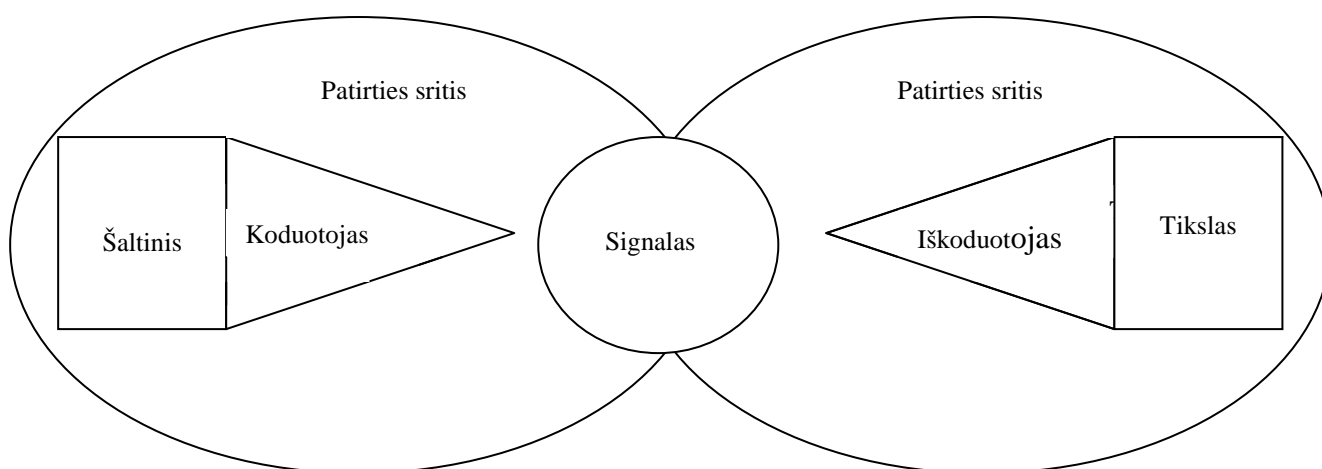 Patirties sritis
Patirties sritis
Šaltinis
Koduotojas
Signalas
Iškoduotojas
Tikslas